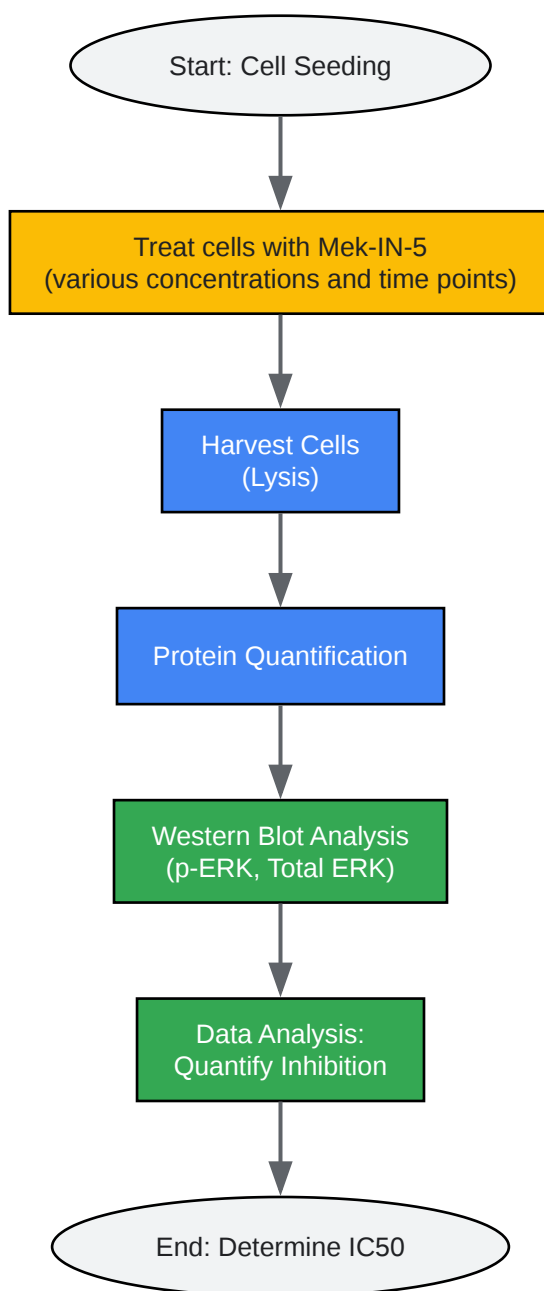 Start: Cell Seeding
Treat cells with Mek-IN-5
(various concentrations and time points)
Harvest Cells
(Lysis)
Protein Quantification
Western Blot Analysis
(p-ERK, Total ERK)
Data Analysis:
Quantify Inhibition
End: Determine IC50